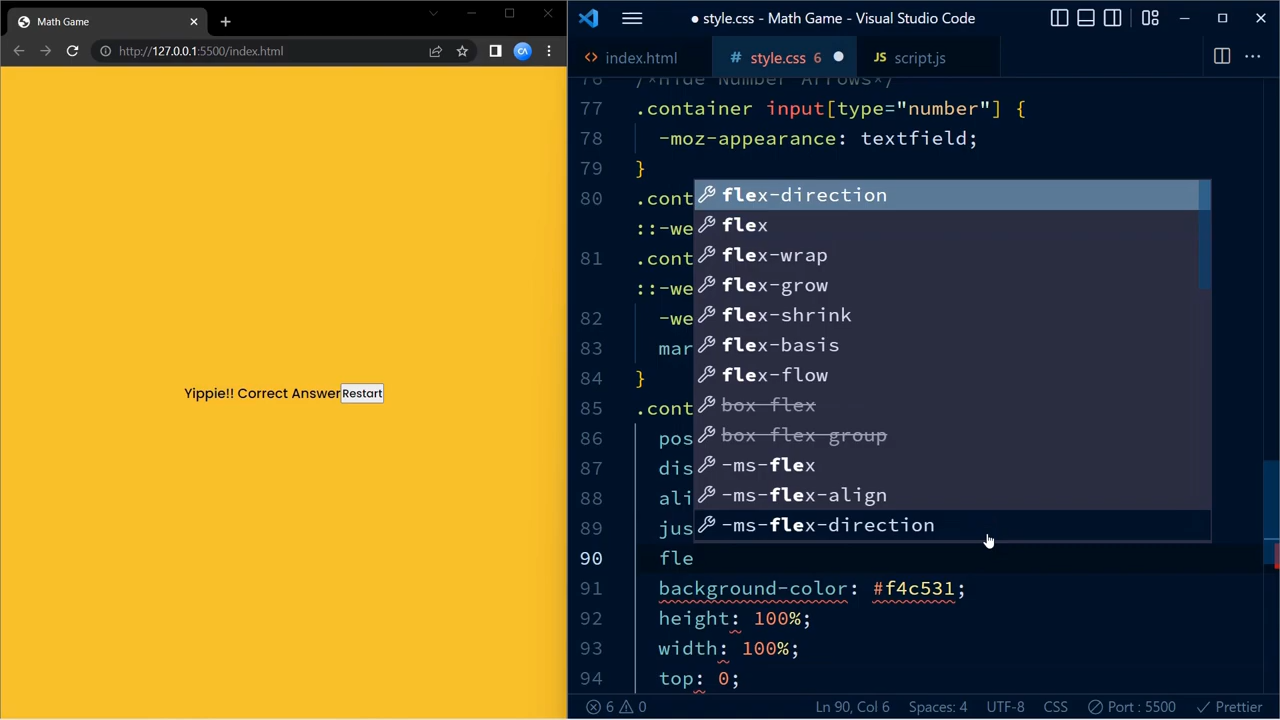 Math Game
http://127.0.0.1:5500/index.html
Yippie!! Correct Answer Restart
style.css - Math Game - Visual Studio Code
index.html
# style.css 6
JS script.js
76 /*Hide Number Arrows*/
77 .container input[type="number"] {
78 -moz-appearance: textfield;
79 }
80 .cont
::-we
81 .cont
::-we
82 -we
83 mar
84 }
85 .cont
86 pos
87 dis
88 ali
89 jus
90 fle
flex-direction
flex
flex-wrap
flex-grow
flex-shrink
flex-basis
flex-flow
box-flex
box-flex-group
-ms-flex
-ms-flex-align
-ms-flex-direction
91 background-color: #f4c531;
92 height: 100%;
93 width: 100%;
94 top: 0;
6 0 Ln 90, Col 6 Spaces: 4 UTF-8 CSS Port : 5500 Prettier